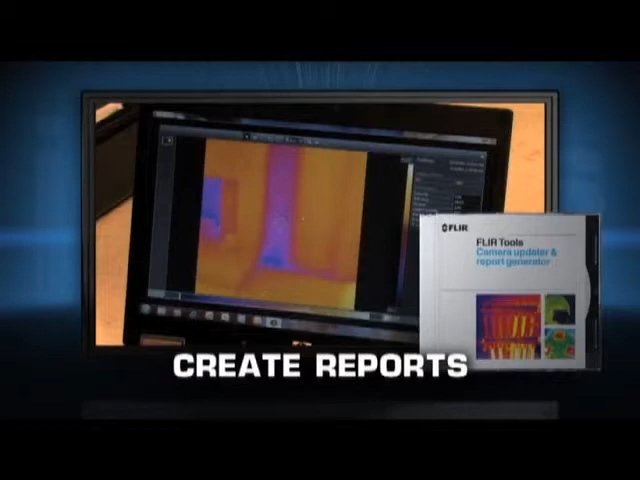 FLIR
FLIR Tools
Camera updater &
report generator
CREATE REPORTS